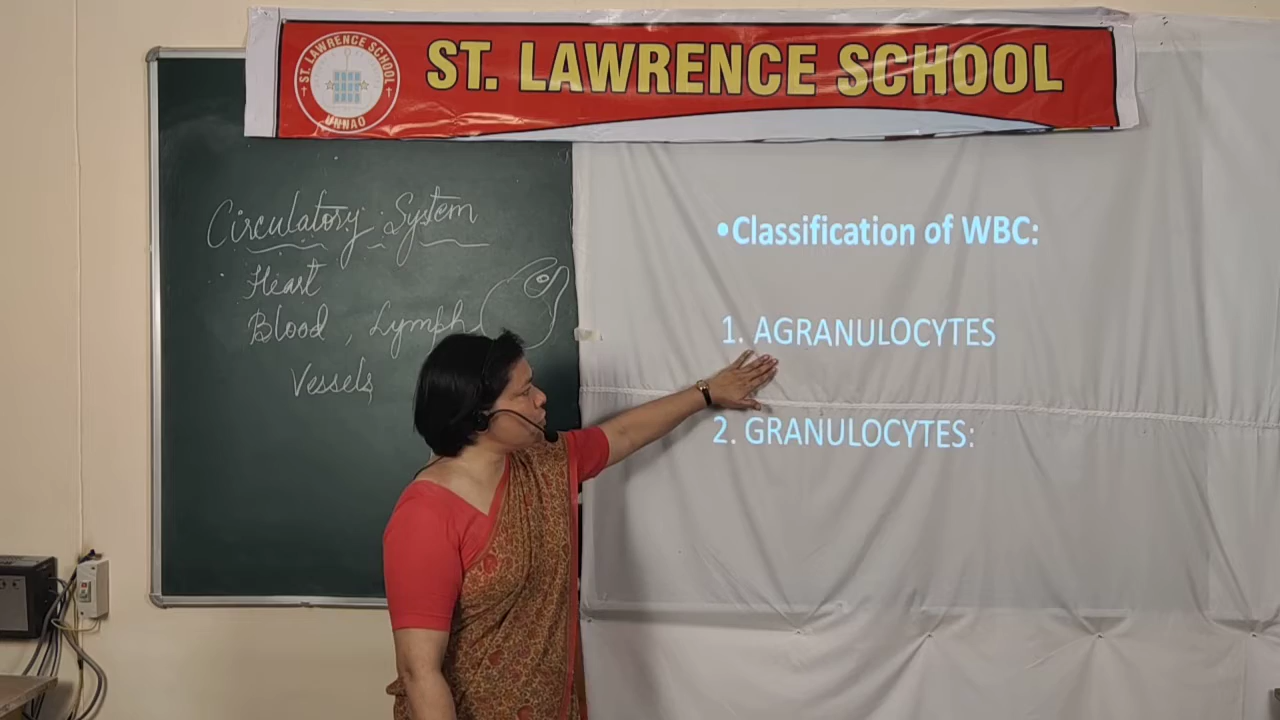 ST. LAWRENCE SCHOOL
ST. LAWRENCE SCHOOL
UNNAO
Circulatory System
Heart
Blood, Lymph
Vessels
•Classification of WBC:
1. AGRANULOCYTES
2. GRANULOCYTES: